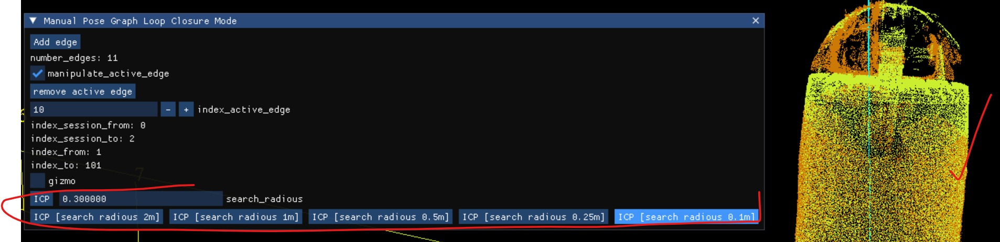 Manual Pose Graph Loop Closure Mode
Add edge
number_edges: 11
manipulate_active_edge
remove active edge
10 - + index_active_edge
index_session_from: 0
index_session_to: 2
index_from: 1
index_to: 101
7
gizmo
ICP 0.300000 search_radious
ICP [search radious 2m] ICP [search radious 1m] ICP [search radious 0.5m] ICP [search radious 0.25m] ICP [search radious 0.1m]